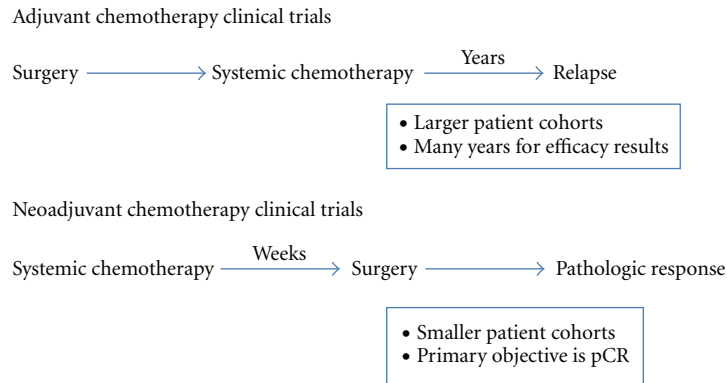 Adjuvant chemotherapy clinical trials
Years
Surgery Systemic chemotherapy Relapse
• Larger patient cohorts
• Many years for efficacy results
Neoadjuvant chemotherapy clinical trials
Weeks
Systemic chemotherapy Surgery Pathologic response
• Smaller patient cohorts
• Primary objective is pCR